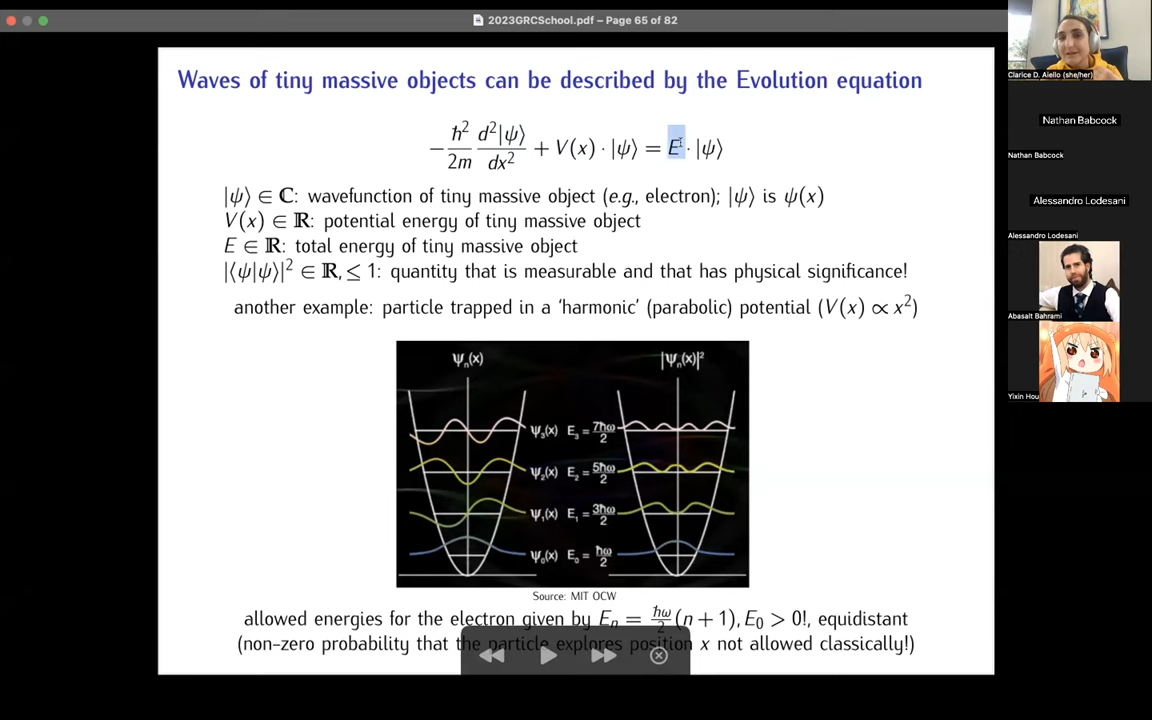 2023GRCSchool.pdf – Page 65 of 82
Waves of tiny massive objects can be described by the Evolution equation
−ℏ²/2m d²|ψ⟩/dx² + V(x) · |ψ⟩ = E · |ψ⟩
|ψ⟩ ∈ ℂ: wavefunction of tiny massive object (e.g., electron); |ψ⟩ is ψ(x)
V(x) ∈ ℝ: potential energy of tiny massive object
E ∈ ℝ: total energy of tiny massive object
|⟨ψ|ψ⟩|² ∈ ℝ, ≤ 1: quantity that is measurable and that has physical significance!
another example: particle trapped in a ‘harmonic’ (parabolic) potential (V(x) ∝ x²)
Ψₙ(x) |Ψₙ(x)|²
Ψ₃(x) E₃ = 7ℏω/2
Ψ₂(x) E₂ = 5ℏω/2
Ψ₁(x) E₁ = 3ℏω/2
Ψ₀(x) E₀ = ℏω/2
Source: MIT OCW
allowed energies for the electron given by Eₙ = ℏω/2 (n + 1), E₀ > 0!, equidistant
(non-zero probability that the particle explores position x not allowed classically!)
Clarice D. Aiello (she/her)
Nathan Babcock
Nathan Babcock
Alessandro Lodesani
Alessandro Lodesani
Abasalt Bahrami
Yixin Hou